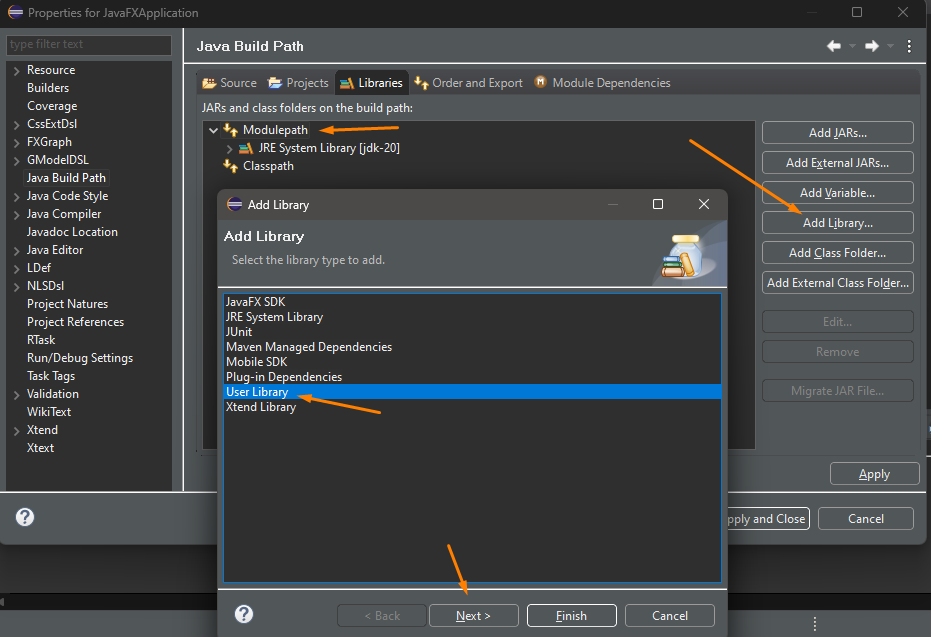 Properties for JavaFXApplication
type filter text
Resource
Builders
Coverage
CssExtDsl
FXGraph
GModelDSL
Java Build Path
Java Code Style
Java Compiler
Javadoc Location
Java Editor
LDef
NLSDsl
Project Natures
Project References
RTask
Run/Debug Settings
Task Tags
Validation
WikiText
Xtend
Xtext
Java Build Path
Source Projects Libraries Order and Export Module Dependencies
JARs and class folders on the build path:
Modulepath
JRE System Library [jdk-20]
Classpath
Add JARs...
Add External JARs...
Add Variable...
Add Library...
Add Class Folder...
Add External Class Folder...
Edit...
Remove
Migrate JAR File...
Apply
pply and Close Cancel
Add Library
Add Library
Select the library type to add.
JavaFX SDK
JRE System Library
JUnit
Maven Managed Dependencies
Mobile SDK
Plug-in Dependencies
User Library
Xtend Library
< Back Next > Finish Cancel